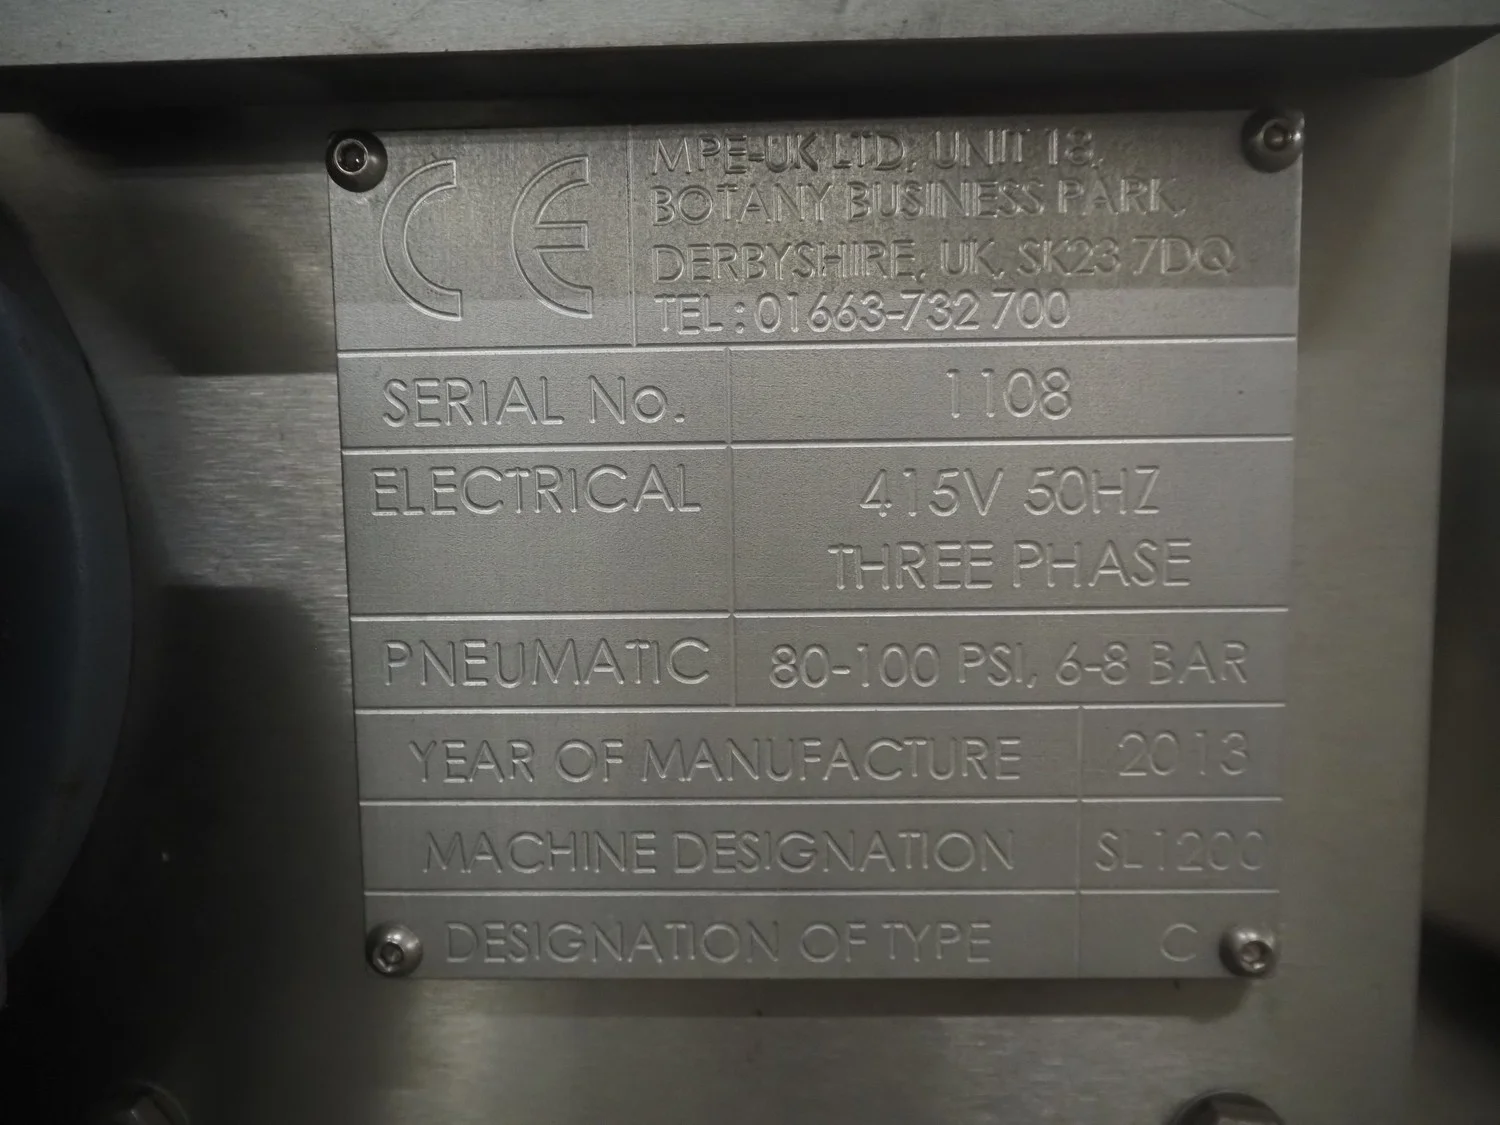 CE
MPE-UK LTD, UNIT 18,
BOTANY BUSINESS PARK,
DERBYSHIRE, UK, SK23 7DQ
TEL : 01663-732 700
SERIAL No. 1108
ELECTRICAL 415V 50HZ
THREE PHASE
PNEUMATIC 80-100 PSI, 6-8 BAR
YEAR OF MANUFACTURE 2013
MACHINE DESIGNATION SL1200
DESIGNATION OF TYPE C